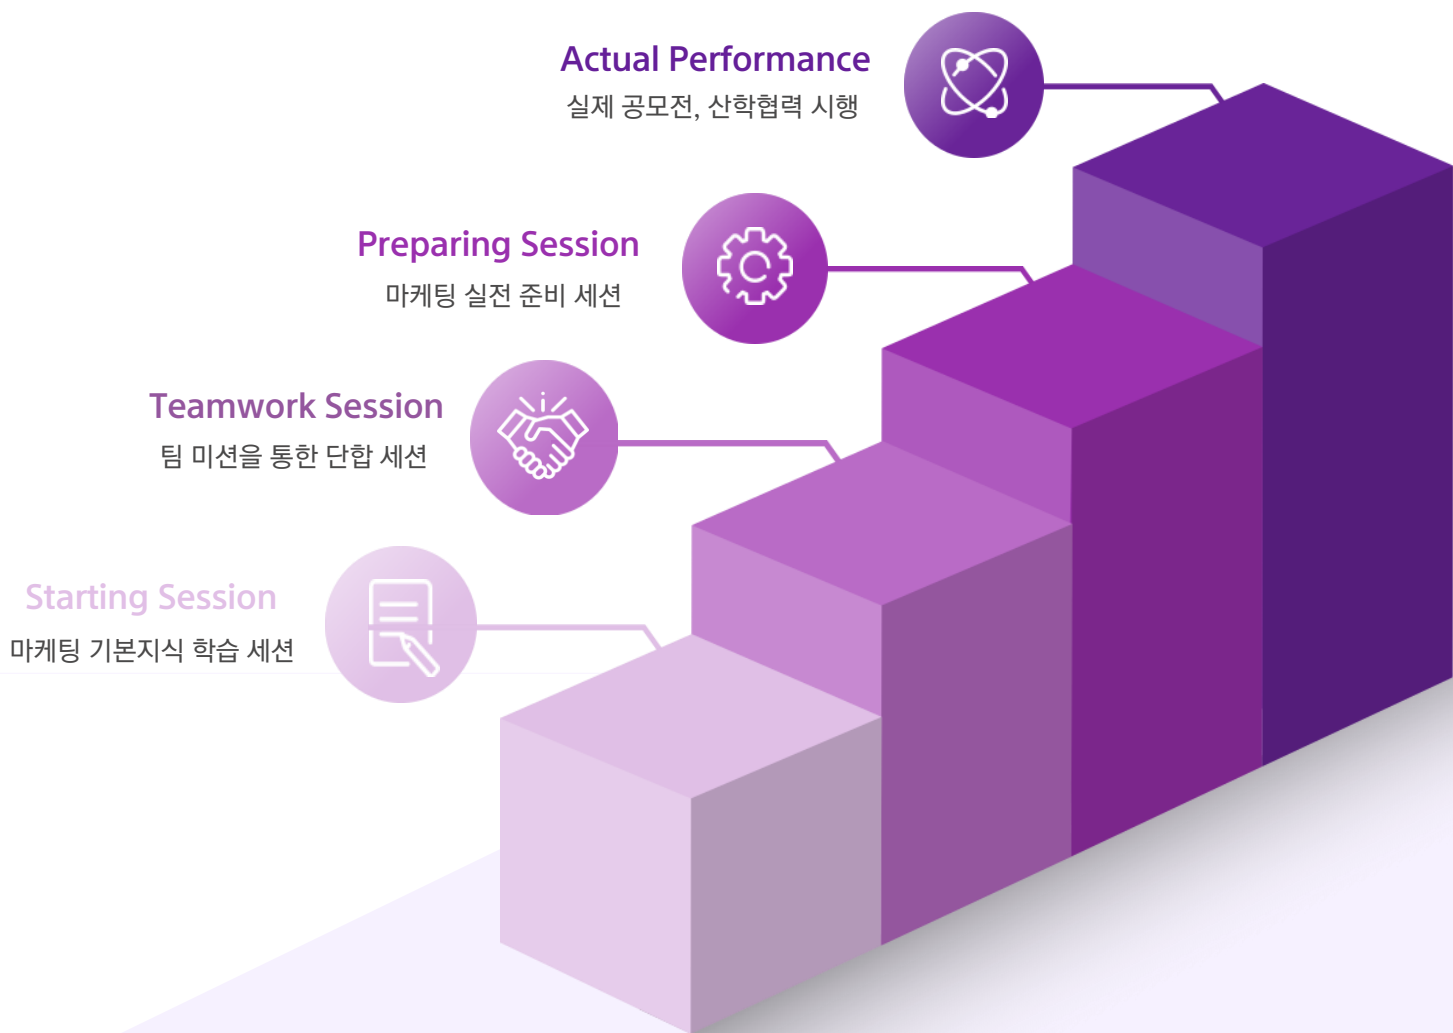 Actual Performance
실제 공모전, 산학협력 시행
Preparing Session
마케팅 실전 준비 세션
Teamwork Session
팀 미션을 통한 단합 세션
Starting Session
마케팅 기본지식 학습 세션